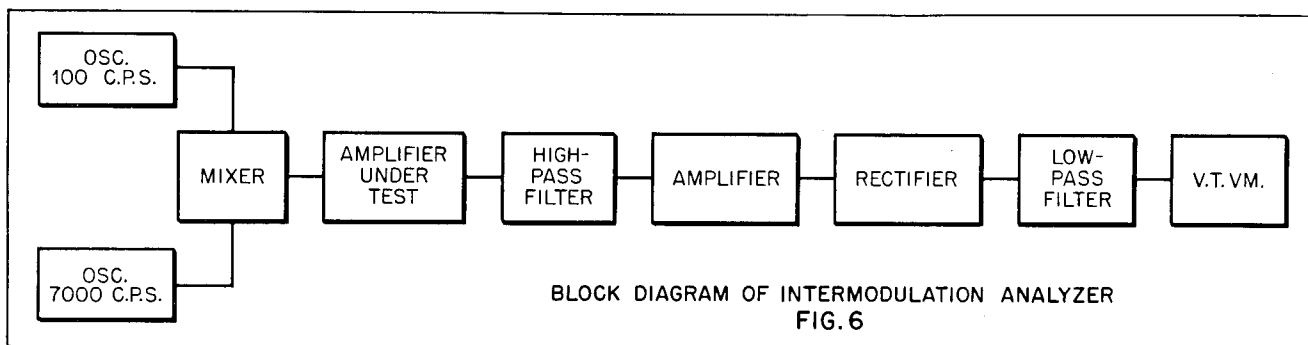 OSC.
100 C.P.S.
MIXER
OSC.
7000 C.P.S.
AMPLIFIER
UNDER
TEST
HIGH-
PASS
FILTER
AMPLIFIER
RECTIFIER
LOW-
PASS
FILTER
V.T. VM.
BLOCK DIAGRAM OF INTERMODULATION ANALYZER
FIG. 6